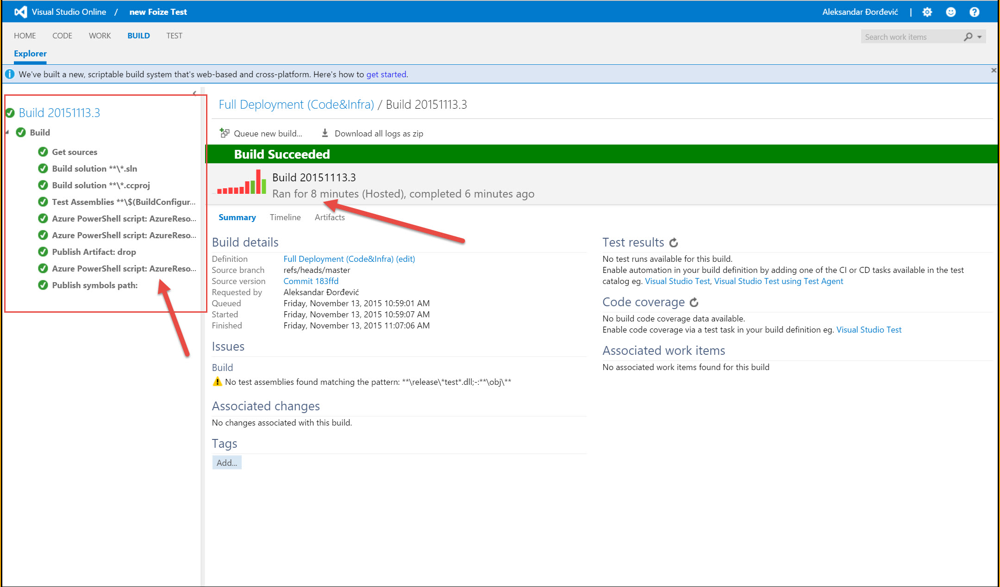 Visual Studio Online / new Foize Test
Aleksandar Đorđević |
HOME CODE WORK BUILD TEST
Search work items
Explorer
We've built a new, scriptable build system that's web-based and cross-platform. Here's how to get started.
Build 20151113.3
Build
Get sources
Build solution **\*.sln
Build solution **\*.ccproj
Test Assemblies **\$(BuildConfigur...
Azure PowerShell script: AzureReso...
Azure PowerShell script: AzureReso...
Publish Artifact: drop
Azure PowerShell script: AzureReso...
Publish symbols path:
Full Deployment (Code&Infra) / Build 20151113.3
Queue new build... Download all logs as zip
Build Succeeded
Build 20151113.3
Ran for 8 minutes (Hosted), completed 6 minutes ago
Summary Timeline Artifacts
Build details
Definition Full Deployment (Code&Infra) (edit)
Source branch refs/heads/master
Source version Commit 183ffd
Requested by Aleksandar Đorđević
Queued Friday, November 13, 2015 10:59:01 AM
Started Friday, November 13, 2015 10:59:07 AM
Finished Friday, November 13, 2015 11:07:06 AM
Issues
Build
No test assemblies found matching the pattern: **\release\*test*.dll;-:**\obj\**
Associated changes
No changes associated with this build.
Tags
Add...
Test results
No test runs available for this build.
Enable automation in your build definition by adding one of the CI or CD tasks available in the test
catalog eg. Visual Studio Test, Visual Studio Test using Test Agent
Code coverage
No build code coverage data available.
Enable code coverage via a test task in your build definition eg. Visual Studio Test
Associated work items
No associated work items found for this build